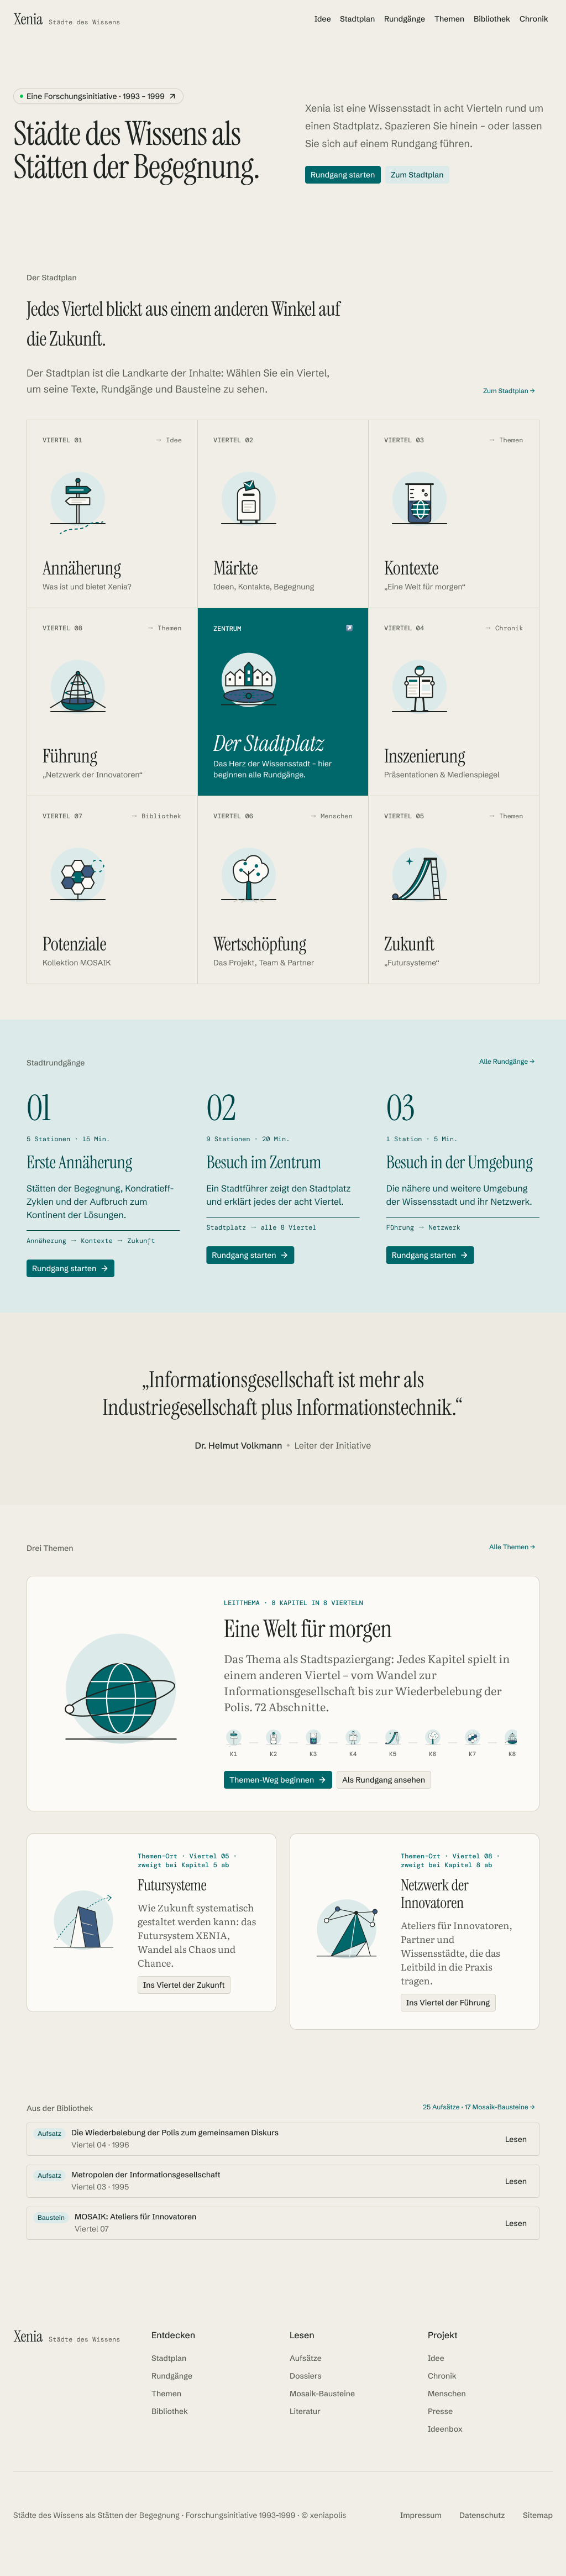 Xenia Städte des Wissens
Idee Stadtplan Rundgänge Themen Bibliothek Chronik
Eine Forschungsinitiative · 1993 – 1999 ↗
Städte des Wissens als
Stätten der Begegnung.
Xenia ist eine Wissensstadt in acht Vierteln rund um
einen Stadtplatz. Spazieren Sie hinein – oder lassen
Sie sich auf einem Rundgang führen.
Rundgang starten
Zum Stadtplan
Der Stadtplan
Jedes Viertel blickt aus einem anderen Winkel auf
die Zukunft.
Der Stadtplan ist die Landkarte der Inhalte: Wählen Sie ein Viertel,
um seine Texte, Rundgänge und Bausteine zu sehen.
Zum Stadtplan →
VIERTEL 01 → Idee
Annäherung
Was ist und bietet Xenia?
VIERTEL 02
Märkte
Ideen, Kontakte, Begegnung
VIERTEL 03 → Themen
Kontexte
„Eine Welt für morgen“
VIERTEL 08 → Themen
Führung
„Netzwerk der Innovatoren“
ZENTRUM
Der Stadtplatz
Das Herz der Wissensstadt – hier
beginnen alle Rundgänge.
VIERTEL 04 → Chronik
Inszenierung
Präsentationen & Medienspiegel
VIERTEL 07 → Bibliothek
Potenziale
Kollektion MOSAIK
VIERTEL 06 → Menschen
Wertschöpfung
Das Projekt, Team & Partner
VIERTEL 05 → Themen
Zukunft
„Futursysteme“
Stadtrundgänge
Alle Rundgänge →
01
5 Stationen · 15 Min.
Erste Annäherung
Stätten der Begegnung, Kondratieff-
Zyklen und der Aufbruch zum
Kontinent der Lösungen.
Annäherung → Kontexte → Zukunft
Rundgang starten →
02
9 Stationen · 20 Min.
Besuch im Zentrum
Ein Stadtführer zeigt den Stadtplatz
und erklärt jedes der acht Viertel.
Stadtplatz → alle 8 Viertel
Rundgang starten →
03
1 Station · 5 Min.
Besuch in der Umgebung
Die nähere und weitere Umgebung
der Wissensstadt und ihr Netzwerk.
Führung → Netzwerk
Rundgang starten →
„Informationsgesellschaft ist mehr als
Industriegesellschaft plus Informationstechnik.“
Dr. Helmut Volkmann • Leiter der Initiative
Drei Themen
Alle Themen →
LEITTHEMA · 8 KAPITEL IN 8 VIERTELN
Eine Welt für morgen
Das Thema als Stadtspaziergang: Jedes Kapitel spielt in
einem anderen Viertel – vom Wandel zur
Informationsgesellschaft bis zur Wiederbelebung der
Polis. 72 Abschnitte.
K1 K2 K3 K4 K5 K6 K7 K8
Themen-Weg beginnen →
Als Rundgang ansehen
Themen-Ort · Viertel 05 ·
zweigt bei Kapitel 5 ab
Futursysteme
Wie Zukunft systematisch
gestaltet werden kann: das
Futursystem XENIA,
Wandel als Chaos und
Chance.
Ins Viertel der Zukunft
Themen-Ort · Viertel 08 ·
zweigt bei Kapitel 8 ab
Netzwerk der
Innovatoren
Ateliers für Innovatoren,
Partner und
Wissensstädte, die das
Leitbild in die Praxis
tragen.
Ins Viertel der Führung
Aus der Bibliothek
25 Aufsätze · 17 Mosaik-Bausteine →
Aufsatz Die Wiederbelebung der Polis zum gemeinsamen Diskurs
Viertel 04 · 1996
Lesen
Aufsatz Metropolen der Informationsgesellschaft
Viertel 03 · 1995
Lesen
Baustein MOSAIK: Ateliers für Innovatoren
Viertel 07
Lesen
Xenia Städte des Wissens
Entdecken
Stadtplan
Rundgänge
Themen
Bibliothek
Lesen
Aufsätze
Dossiers
Mosaik-Bausteine
Literatur
Projekt
Idee
Chronik
Menschen
Presse
Ideenbox
Städte des Wissens als Stätten der Begegnung · Forschungsinitiative 1993–1999 · © xeniapolis
Impressum Datenschutz Sitemap